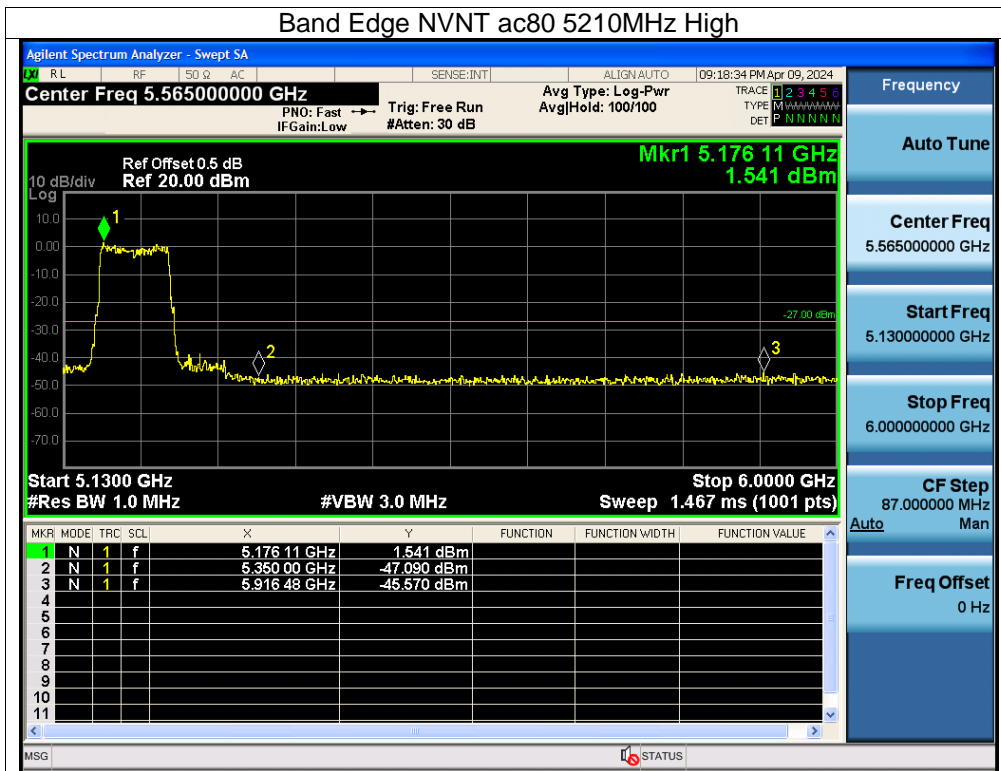 Band Edge NVNT ac80 5210MHz High
Agilent Spectrum Analyzer - Swept SA
LXI RL RF 50 Ω AC SENSE:INT ALIGN AUTO 09:18:34 PM Apr 09, 2024
Center Freq 5.565000000 GHz
PNO: Fast
IFGain:Low
Trig: Free Run
#Atten: 30 dB
Avg Type: Log-Pwr
Avg|Hold: 100/100
TRACE 1 2 3 4 5 6
TYPE M WWWWW
DET P N N N N N
Mkr1 5.176 11 GHz
1.541 dBm
Ref Offset 0.5 dB
10 dB/div Ref 20.00 dBm
Log
10.0
0.00
-10.0
-20.0
-30.0
-40.0
-50.0
-60.0
-70.0
1
2
3
-27.00 dBm
Start 5.1300 GHz Stop 6.0000 GHz
#Res BW 1.0 MHz #VBW 3.0 MHz Sweep 1.467 ms (1001 pts)
MKR MODE TRC SCL X Y FUNCTION FUNCTION WIDTH FUNCTION VALUE
1 N 1 f 5.176 11 GHz 1.541 dBm
2 N 1 f 5.350 00 GHz -47.090 dBm
3 N 1 f 5.916 48 GHz -45.570 dBm
4
5
6
7
8
9
10
11
MSG STATUS
Frequency
Auto Tune
Center Freq
5.565000000 GHz
Start Freq
5.130000000 GHz
Stop Freq
6.000000000 GHz
CF Step
87.000000 MHz
Auto Man
Freq Offset
0 Hz